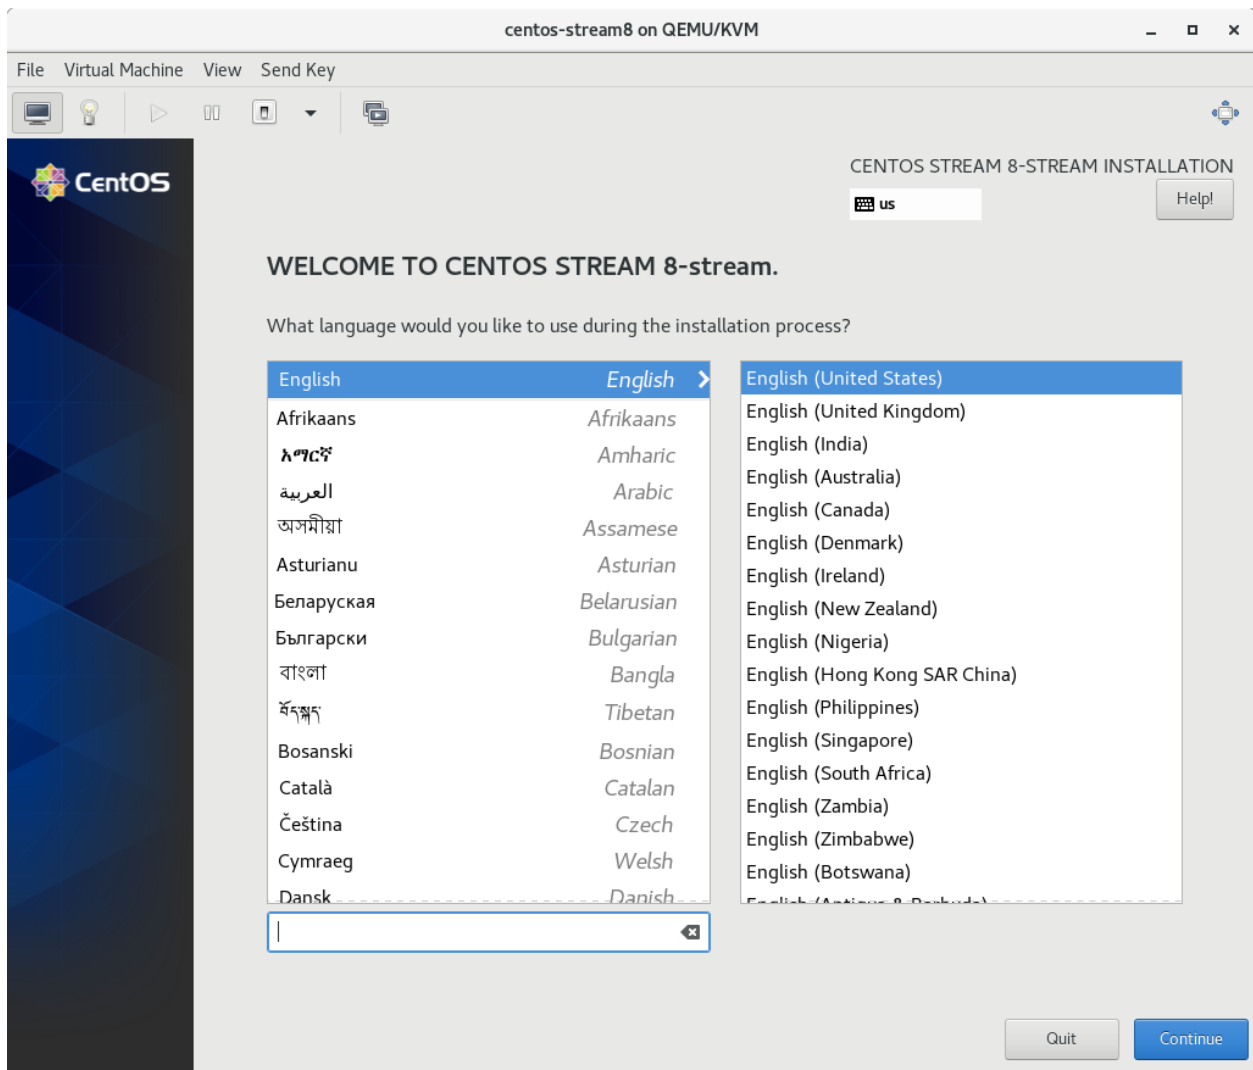 centos-stream8 on QEMU/KVM
File Virtual Machine View Send Key
CentOS
CENTOS STREAM 8-STREAM INSTALLATION
us
Help!
WELCOME TO CENTOS STREAM 8-stream.
What language would you like to use during the installation process?
English English
Afrikaans Afrikaans
አማርኛ Amharic
العربية Arabic
অসমীয়া Assamese
Asturianu Asturian
Беларуская Belarusian
Български Bulgarian
বাংলা Bangla
བོད་སྐད་ Tibetan
Bosanski Bosnian
Català Catalan
Čeština Czech
Cymraeg Welsh
Dansk Danish
English (United States)
English (United Kingdom)
English (India)
English (Australia)
English (Canada)
English (Denmark)
English (Ireland)
English (New Zealand)
English (Nigeria)
English (Hong Kong SAR China)
English (Philippines)
English (Singapore)
English (South Africa)
English (Zambia)
English (Zimbabwe)
English (Botswana)
English (Antigua & Barbuda)
Quit
Continue